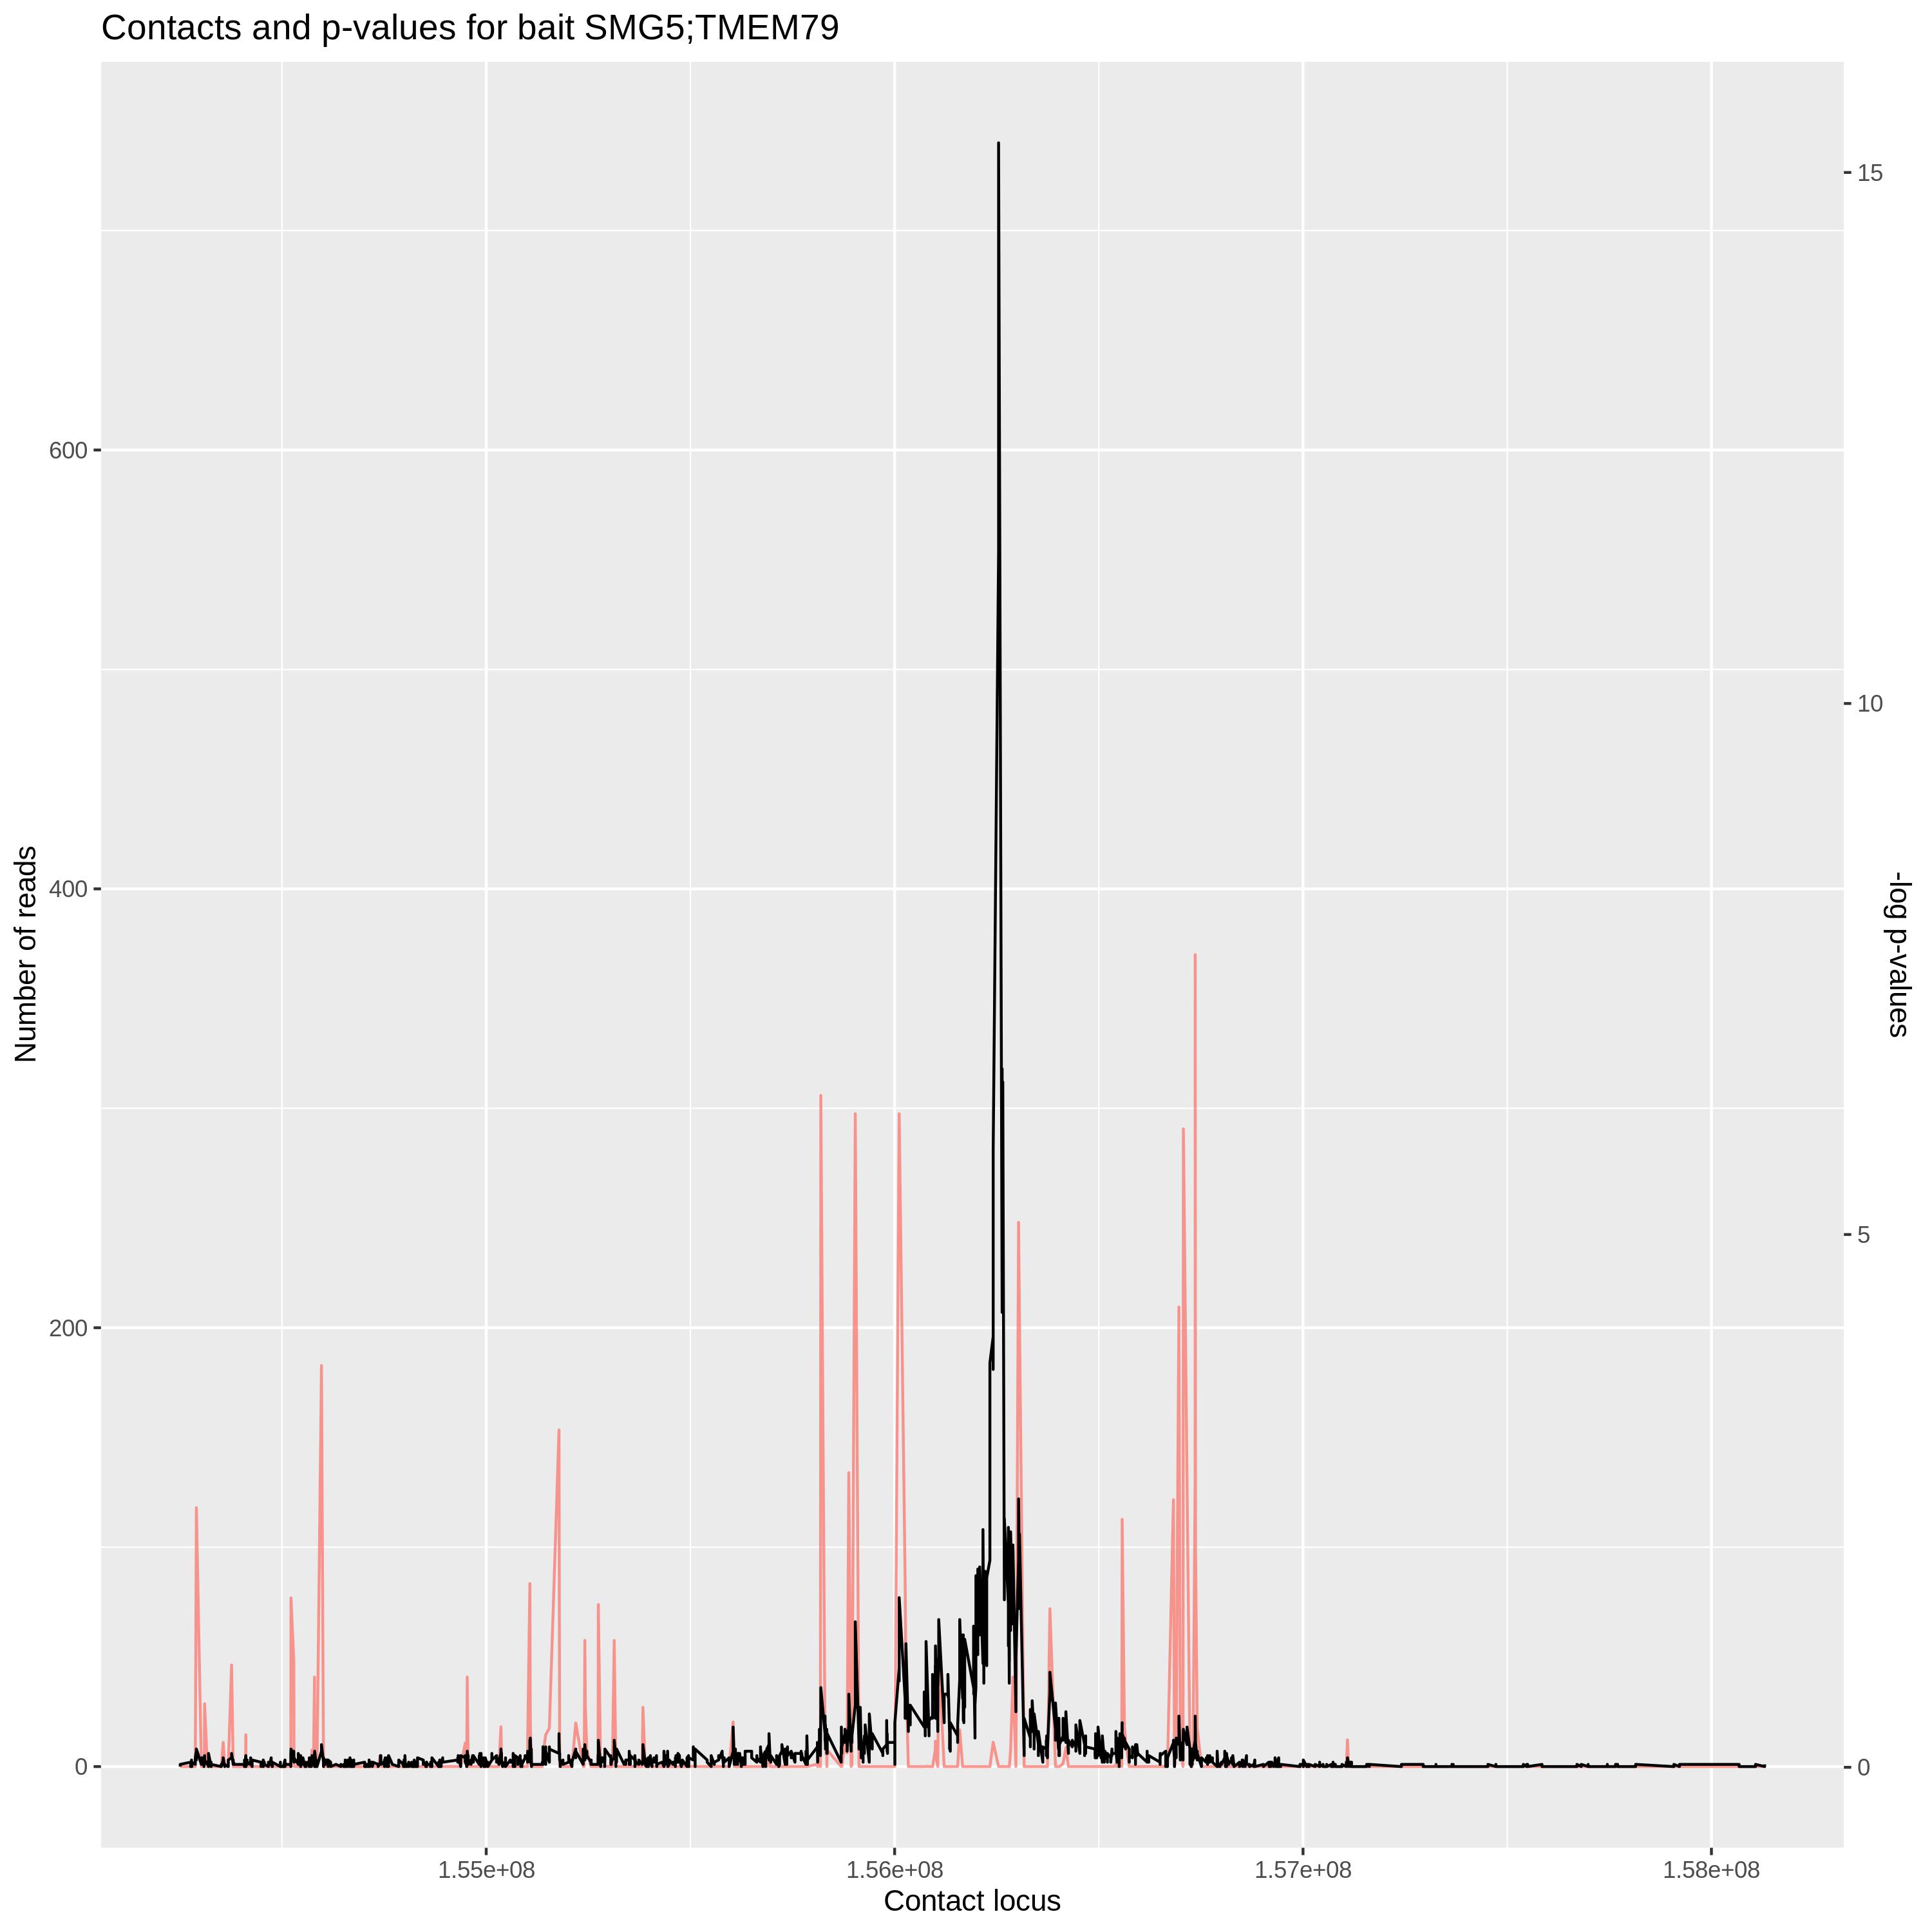 Contacts and p-values for bait SMG5;TMEM79
Number of reads
600
400
200
0
15
10
5
0
-log p-values
1.55e+08
1.56e+08
1.57e+08
1.58e+08
Contact locus